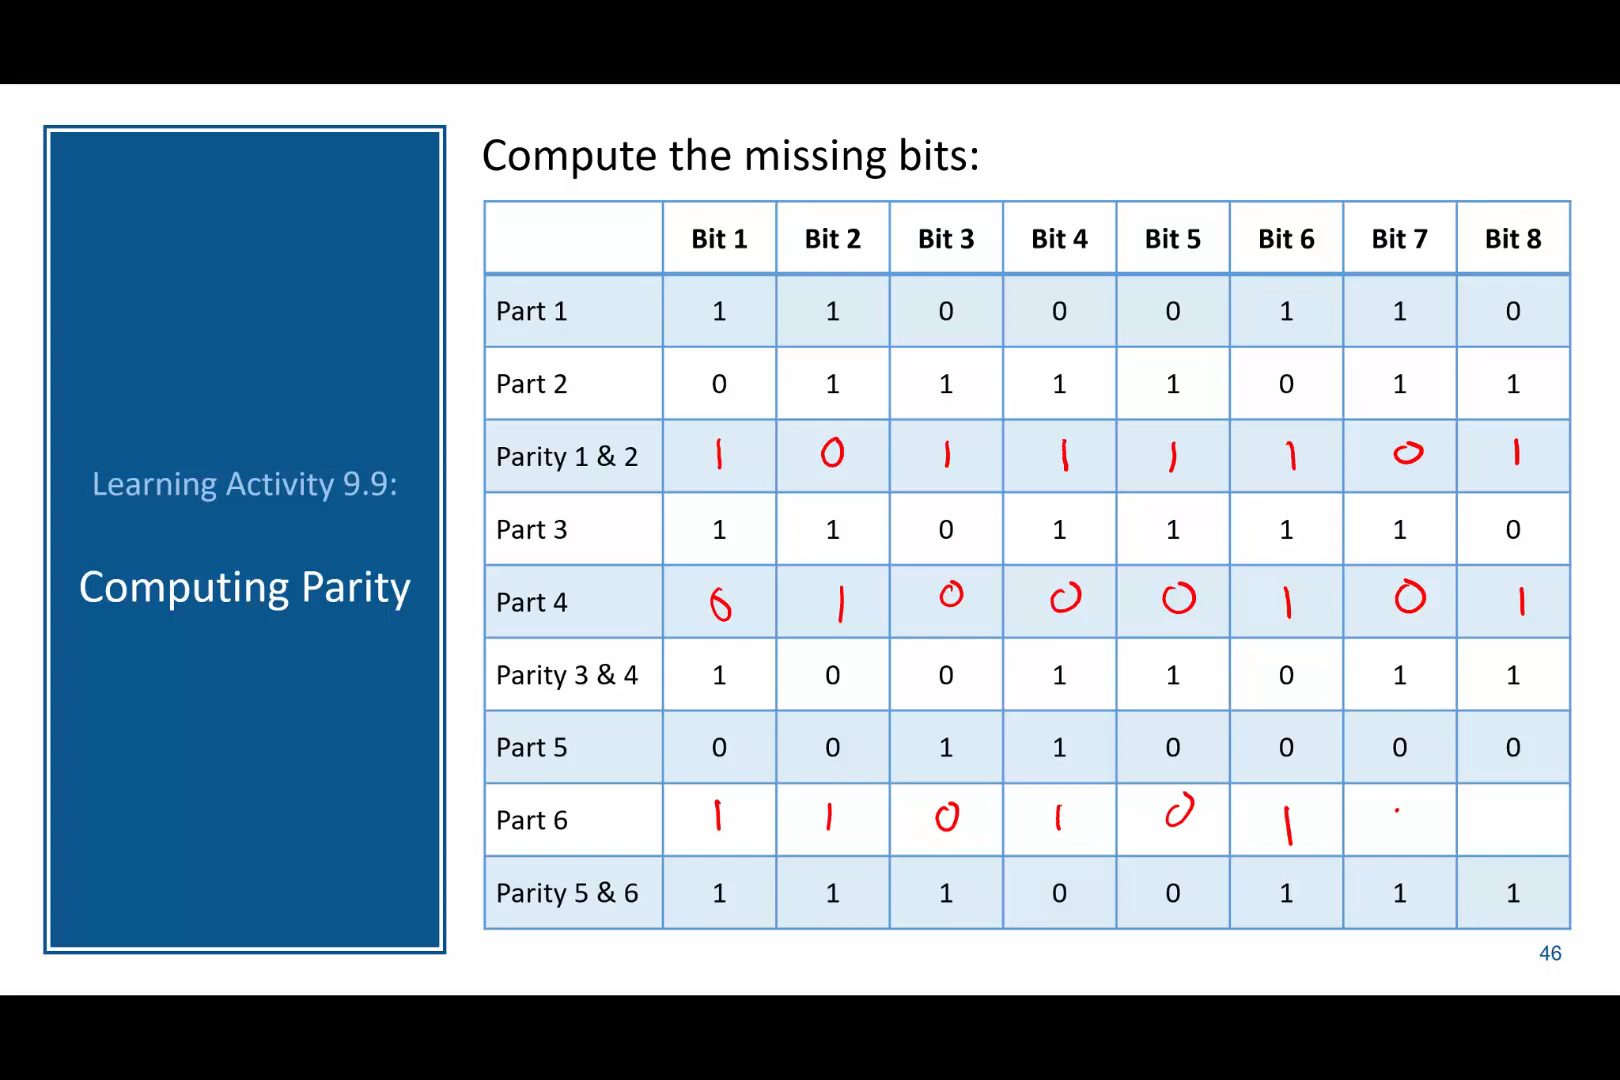 Compute the missing bits:
Bit 1 Bit 2 Bit 3 Bit 4 Bit 5 Bit 6 Bit 7 Bit 8
Part 1 1 1 0 0 0 1 1 0
Part 2 0 1 1 1 1 0 1 1
Parity 1 & 2 1 0 1 1 1 1 0 1
Part 3 1 1 0 1 1 1 1 0
Part 4 0 1 0 0 0 1 0 1
Parity 3 & 4 1 0 0 1 1 0 1 1
Part 5 0 0 1 1 0 0 0 0
Part 6 1 1 0 1 0 1
Parity 5 & 6 1 1 1 0 0 1 1 1
Learning Activity 9.9:
Computing Parity
46